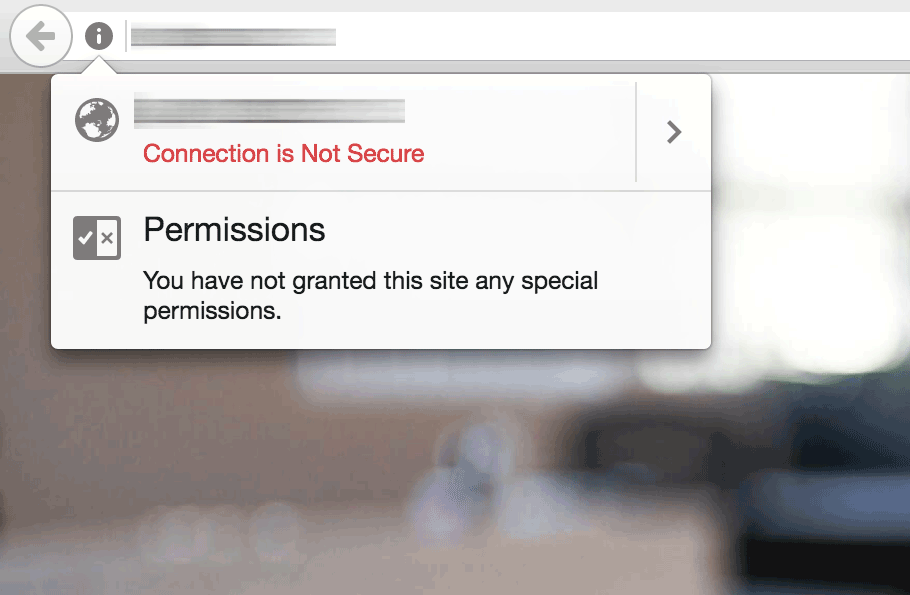 Connection is Not Secure
Permissions
You have not granted this site any special
permissions.